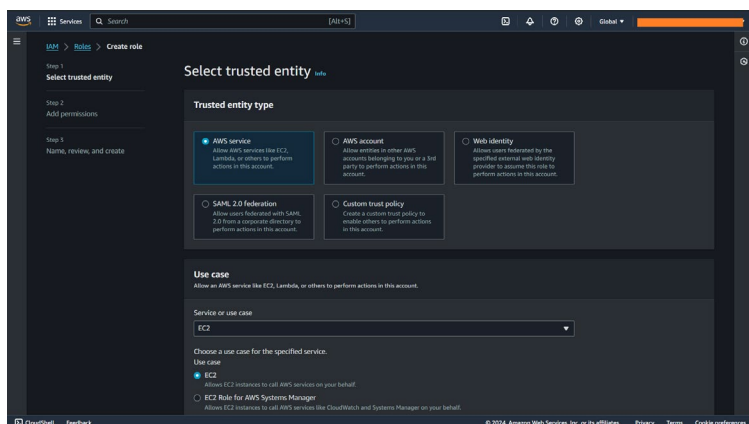 aws
Services
Search
[Alt+S]
Global
IAM > Roles > Create role
Step 1
Select trusted entity
Step 2
Add permissions
Step 3
Name, review, and create
Select trusted entity Info
Trusted entity type
AWS service
Allow AWS services like EC2,
Lambda, or others to perform
actions in this account.
AWS account
Allow entities in other AWS
accounts belonging to you or a 3rd
party to perform actions in this
account.
Web identity
Allows users federated by the
specified external web identity
provider to assume this role to
perform actions in this account.
SAML 2.0 federation
Allow users federated with SAML
2.0 from a corporate directory to
perform actions in this account.
Custom trust policy
Create a custom trust policy to
enable others to perform actions
in this account.
Use case
Allow an AWS service like EC2, Lambda, or others to perform actions in this account.
Service or use case
EC2
Choose a use case for the specified service.
Use case
EC2
Allows EC2 instances to call AWS services on your behalf.
EC2 Role for AWS Systems Manager
Allows EC2 instances to call AWS services like CloudWatch and Systems Manager on your behalf.
CloudShell Feedback
© 2024, Amazon Web Services, Inc. or its affiliates. Privacy Terms Cookie preferences